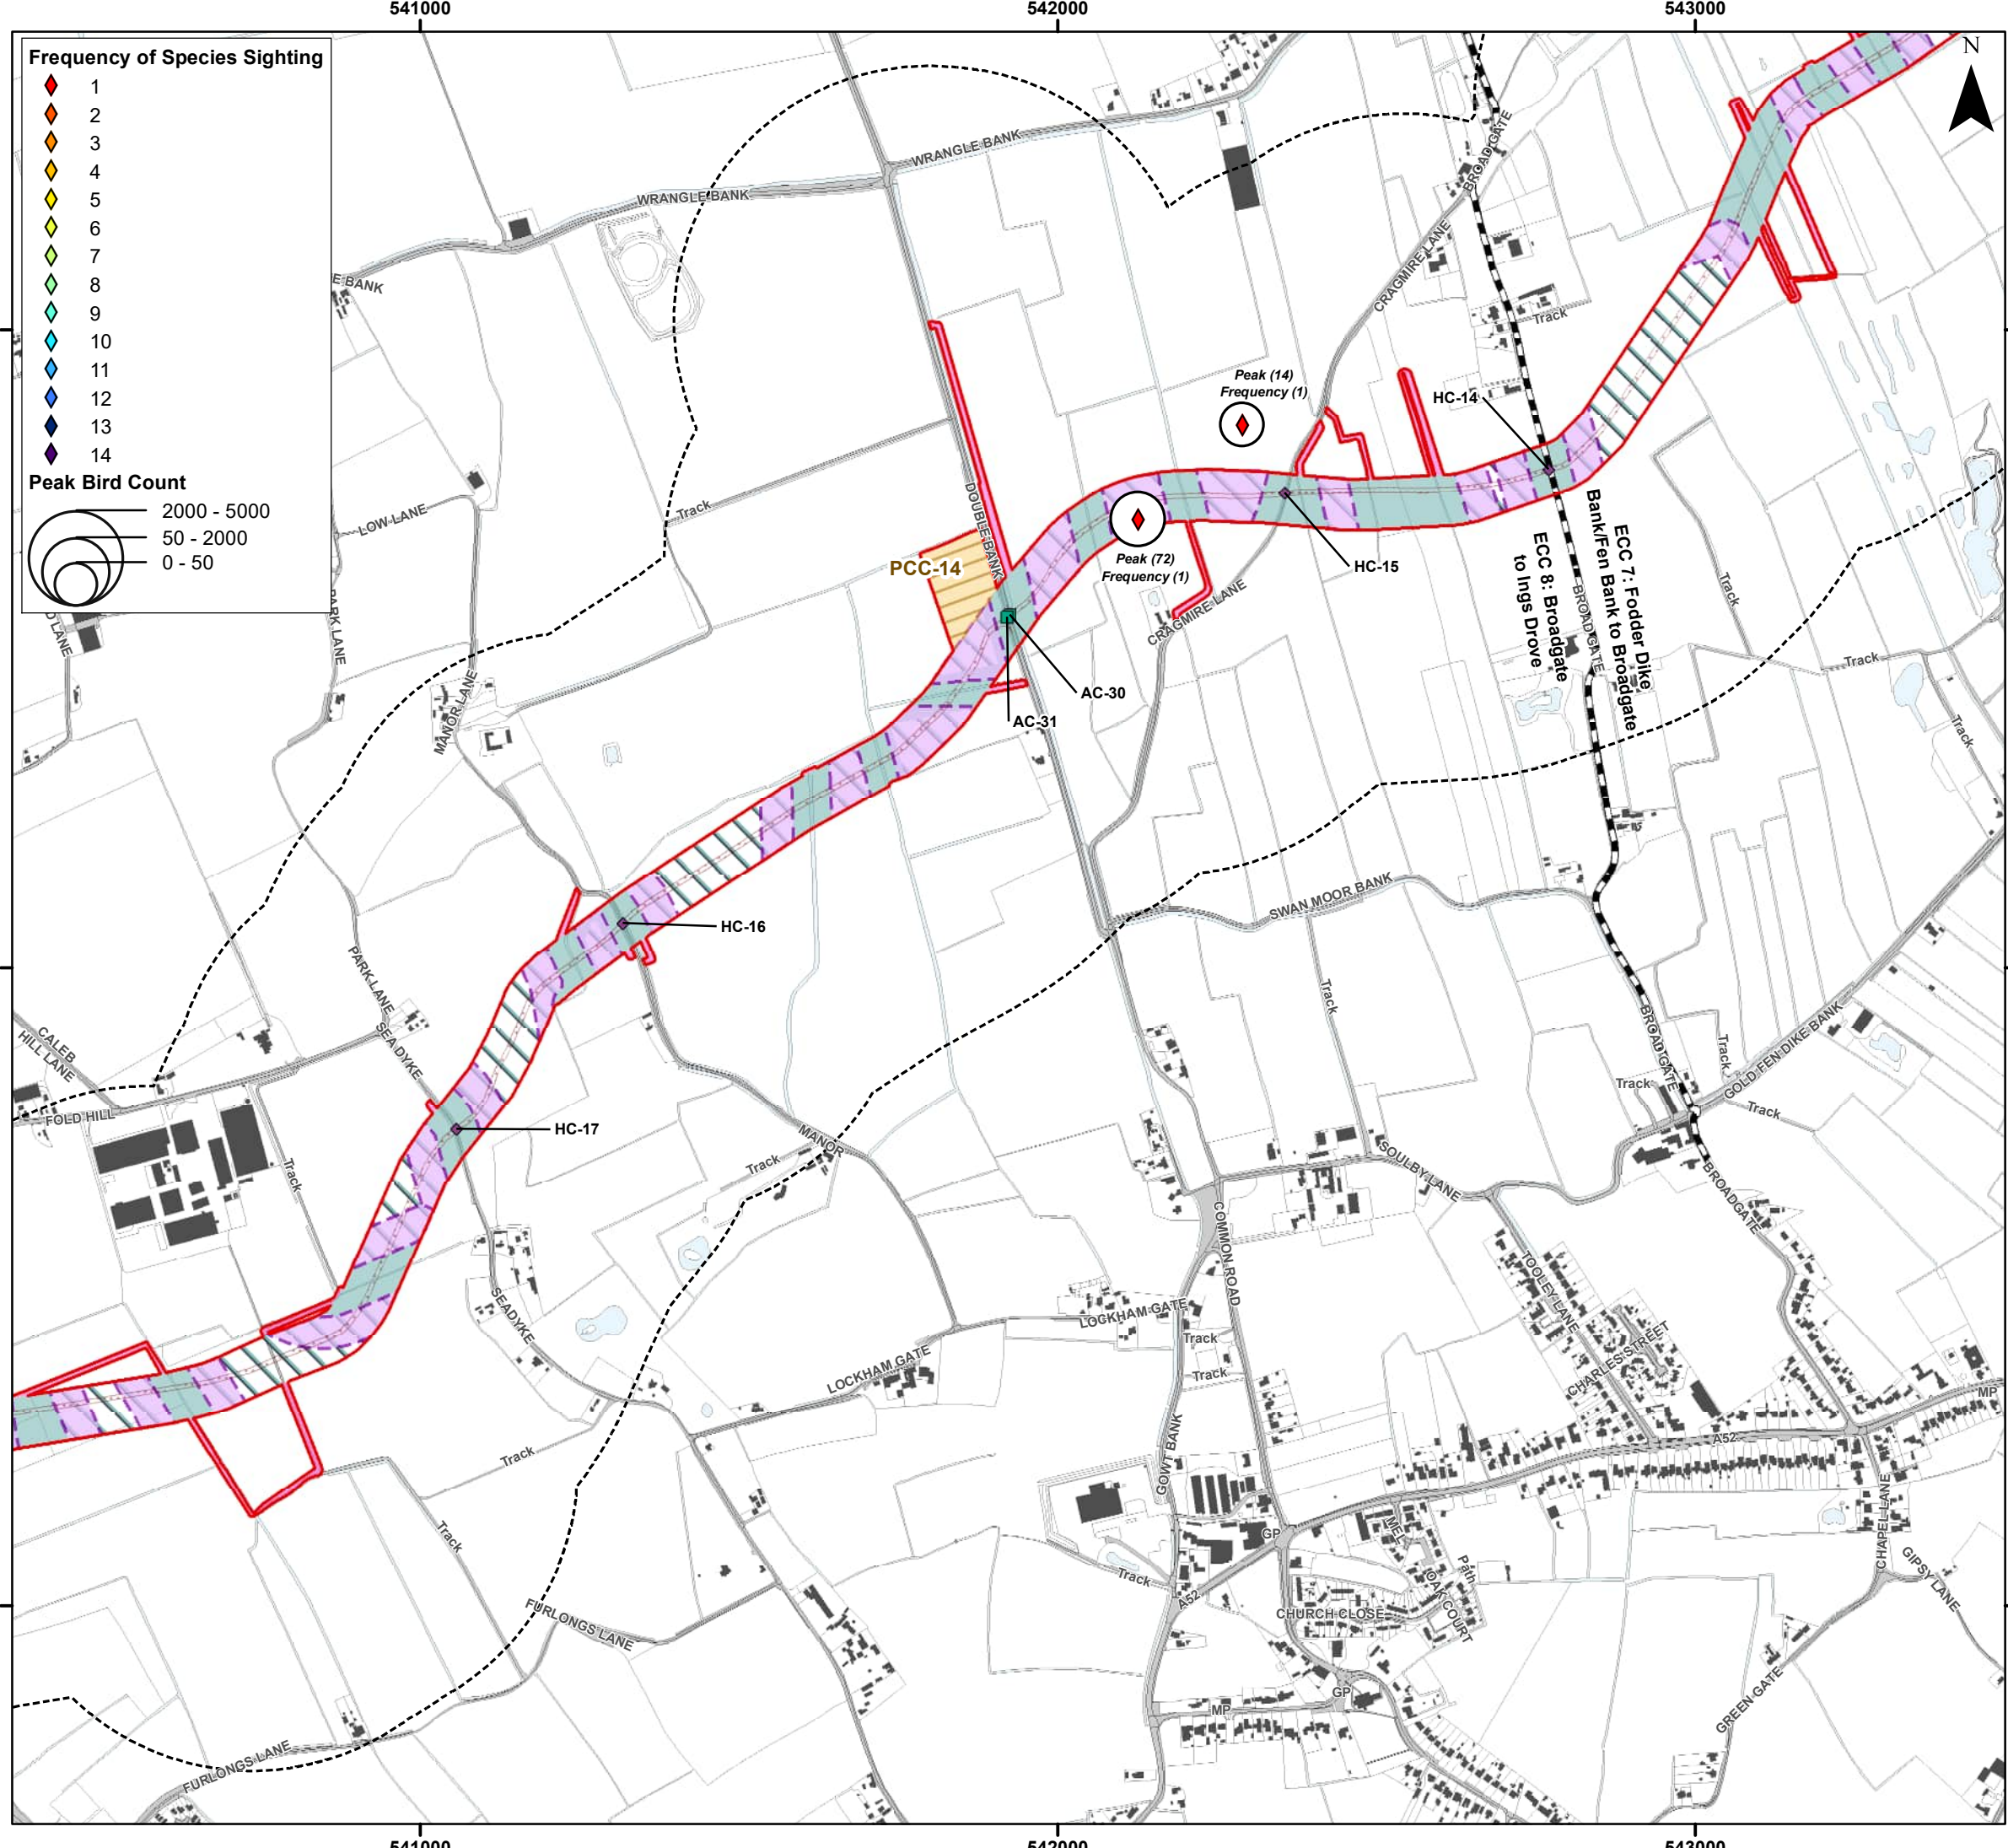 541000
542000
543000
Frequency of Species Sighting
1
2
3
4
5
6
7
8
9
10
11
12
13
14
Peak Bird Count
2000 - 5000
50 - 2000
0 - 50
N
WRANGLE BANK
WRANGLE BANK
E BANK
BROADGATE
CRAGMIRE LANE
Track
Peak (14)
Frequency (1)
HC-14
LOW LANE
Track
DOUBLE BANK
PCC-14
Peak (72)
Frequency (1)
HC-15
CRAGMIRE LANE
ECC 7: Fodder Dike
Bank/Fen Bank to Broadgate
ECC 8: Broadgate
to Ings Drove
BROADGATE
Track
Track
Track
PARK LANE
D LANE
MANOR LANE
AC-30
AC-31
SWAN MOOR BANK
HC-16
PARK LANE
SEA DYKE
CALEB
HILL LANE
FOLD HILL
HC-17
Track
MANOR
Track
Track
BROADGATE
Track
Track
GOLD FEN DIKE BANK
Track
SOULBY LANE
COMMON ROAD
BROADGATE
TOOLEY LANE
CHARLES STREET
SEADYKE
LOCKHAM GATE
LOCKHAM GATE
Track
Track
MP
A52
GOWT BANK
Track
Track
CHAPEL LANE
GIPSY LANE
GP
MEL
OAK COURT
Path
Track
A52
CHURCH CLOSE
FURLONGS LANE
GP
MP
GREEN GATE
FURLONGS LANE
541000
542000
543000